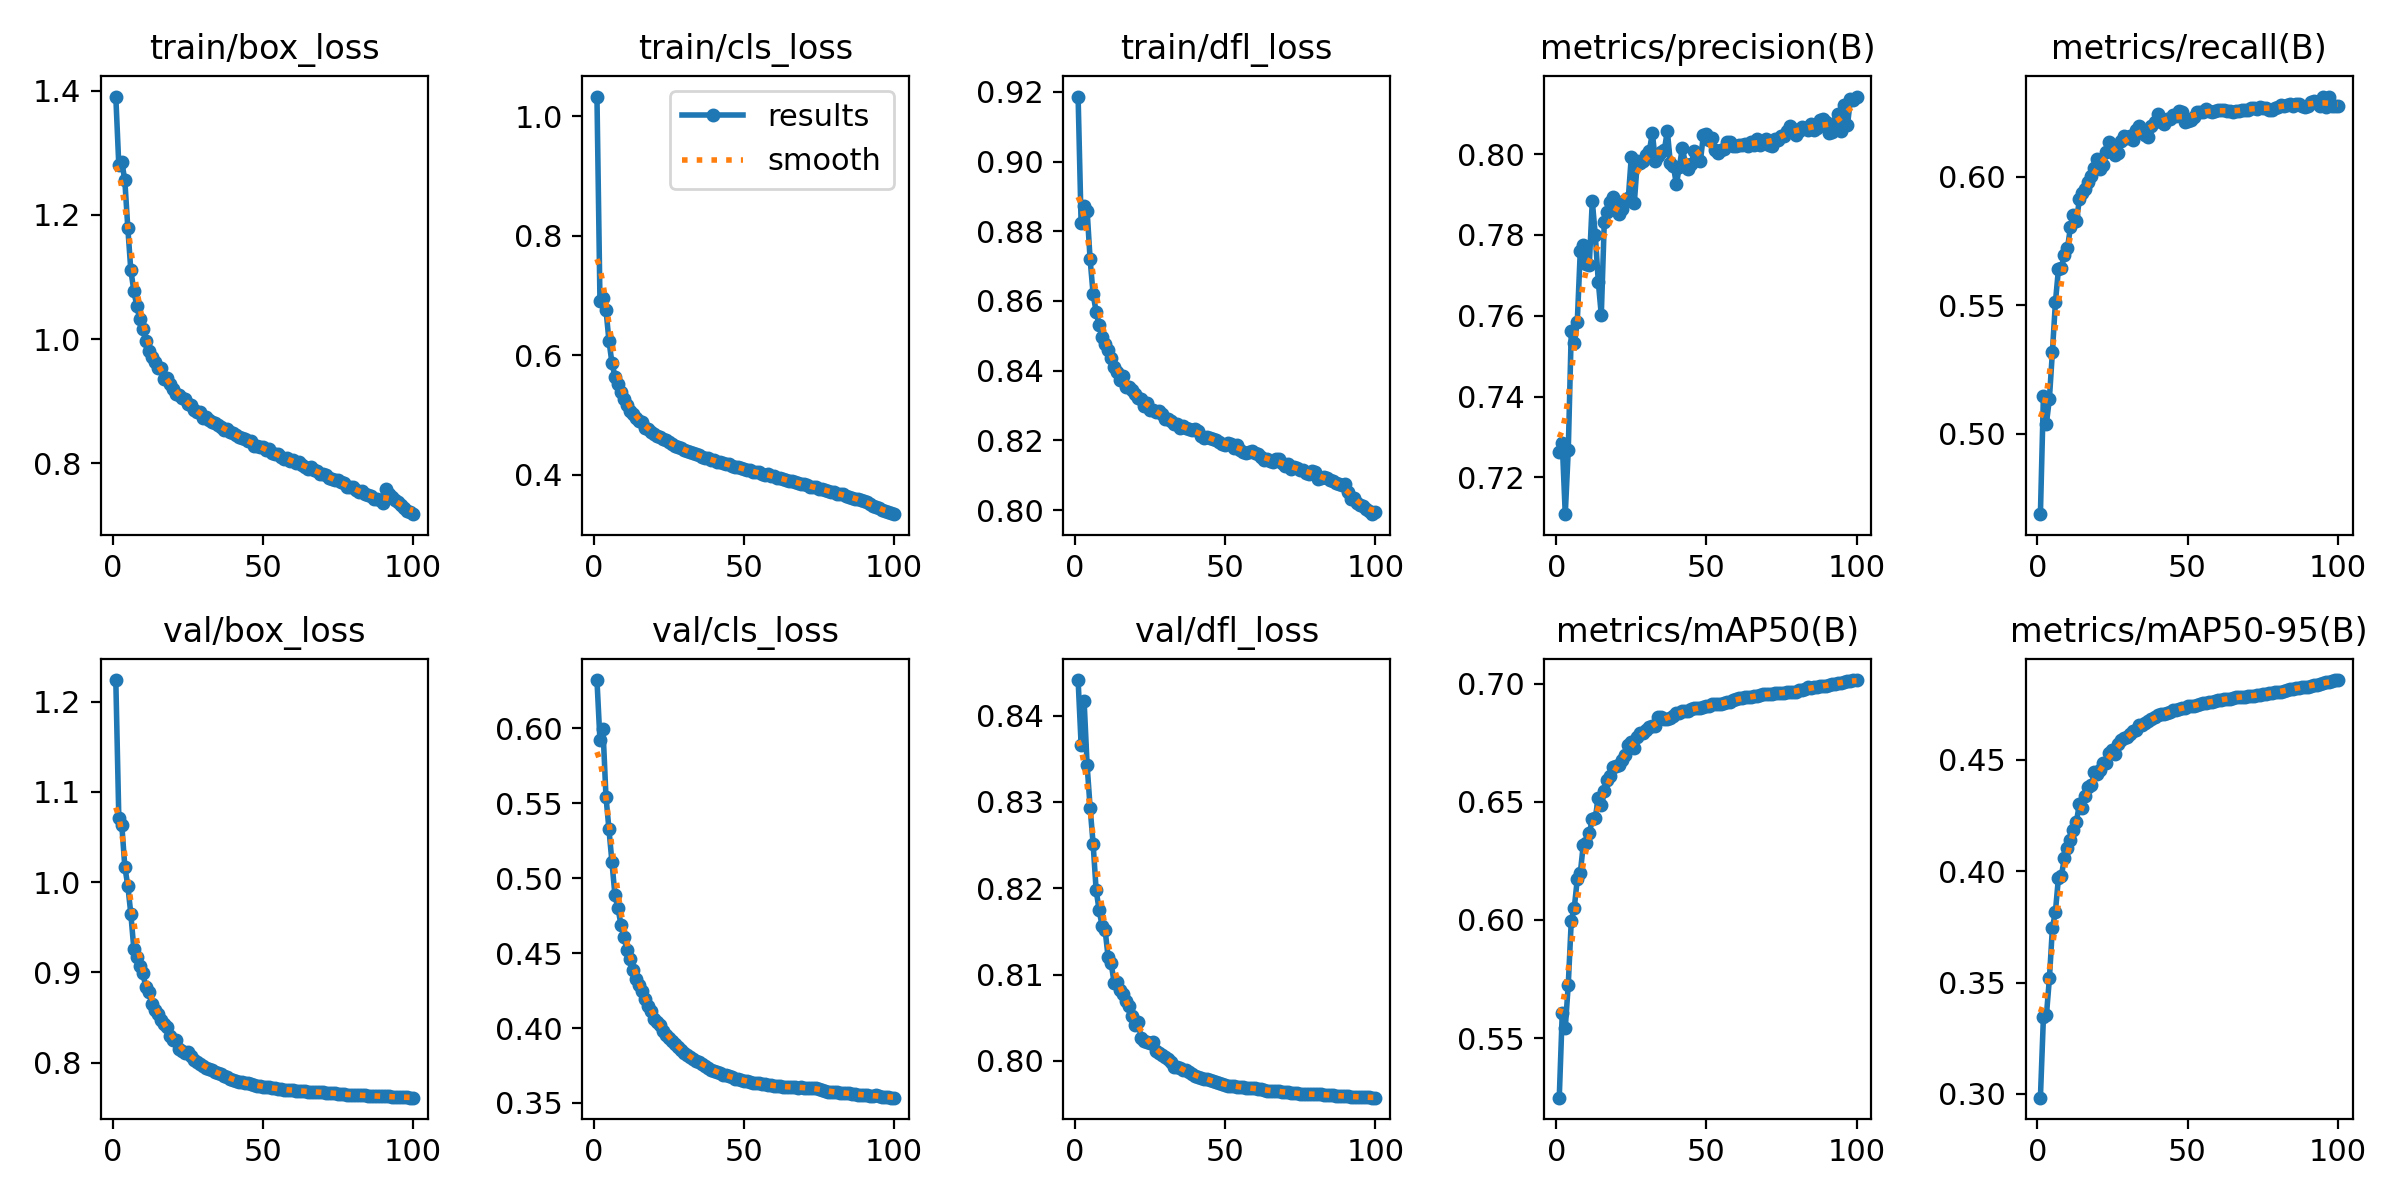 train/box_loss
1.4
1.2
1.0
0.8
0 50 100
train/cls_loss
results
smooth
1.0
0.8
0.6
0.4
0 50 100
train/dfl_loss
0.92
0.90
0.88
0.86
0.84
0.82
0.80
0 50 100
metrics/precision(B)
0.80
0.78
0.76
0.74
0.72
0 50 100
metrics/recall(B)
0.60
0.55
0.50
0 50 100
val/box_loss
1.2
1.1
1.0
0.9
0.8
0 50 100
val/cls_loss
0.60
0.55
0.50
0.45
0.40
0.35
0 50 100
val/dfl_loss
0.84
0.83
0.82
0.81
0.80
0 50 100
metrics/mAP50(B)
0.70
0.65
0.60
0.55
0 50 100
metrics/mAP50-95(B)
0.45
0.40
0.35
0.30
0 50 100